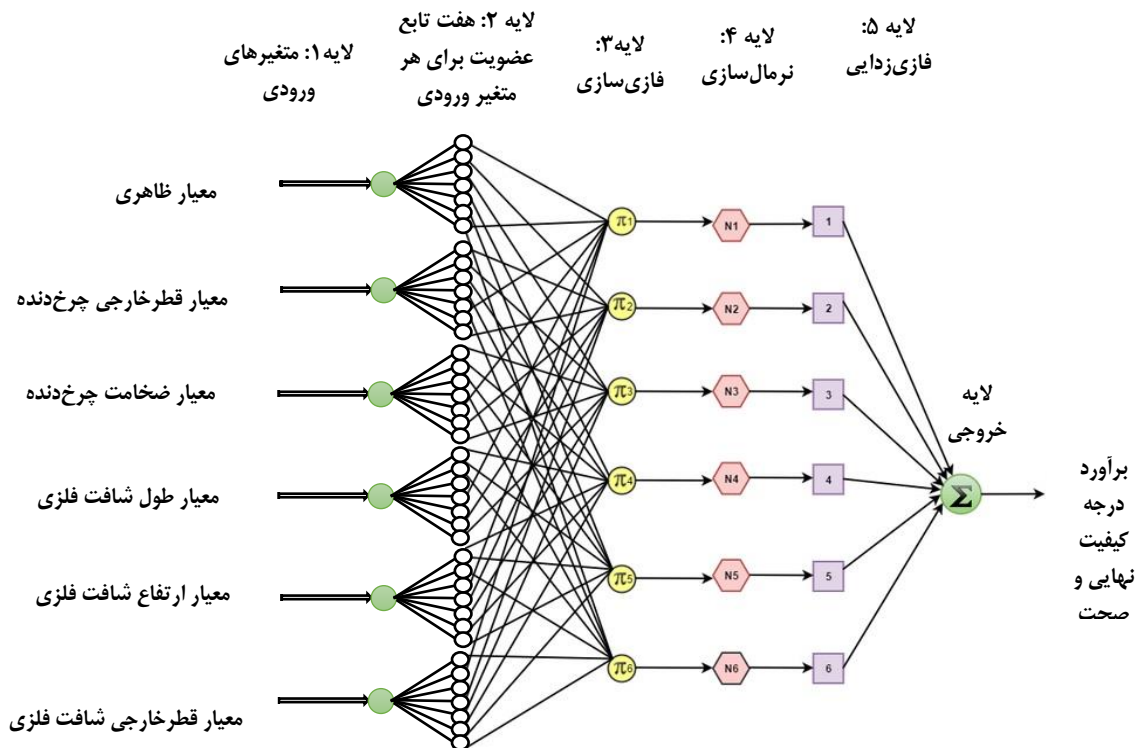 لایه۱: متغیرهای
ورودی
لایه ۲: هفت تابع
عضویت برای هر
متغیر ورودی
لایه۳:
فازی‌سازی
لایه ۴:
نرمال‌سازی
لایه ۵:
فازی‌زدایی
معیار ظاهری
معیار قطرخارجی چرخ‌دنده
معیار ضخامت چرخ‌دنده
معیار طول شافت فلزی
معیار ارتفاع شافت فلزی
معیار قطرخارجی شافت فلزی
π1
N1
1
π2
N2
2
π3
N3
3
π4
N4
4
π5
N5
5
π6
N6
6
لایه
خروجی
Σ
برآورد
درجه
کیفیت
نهایی و
صحت